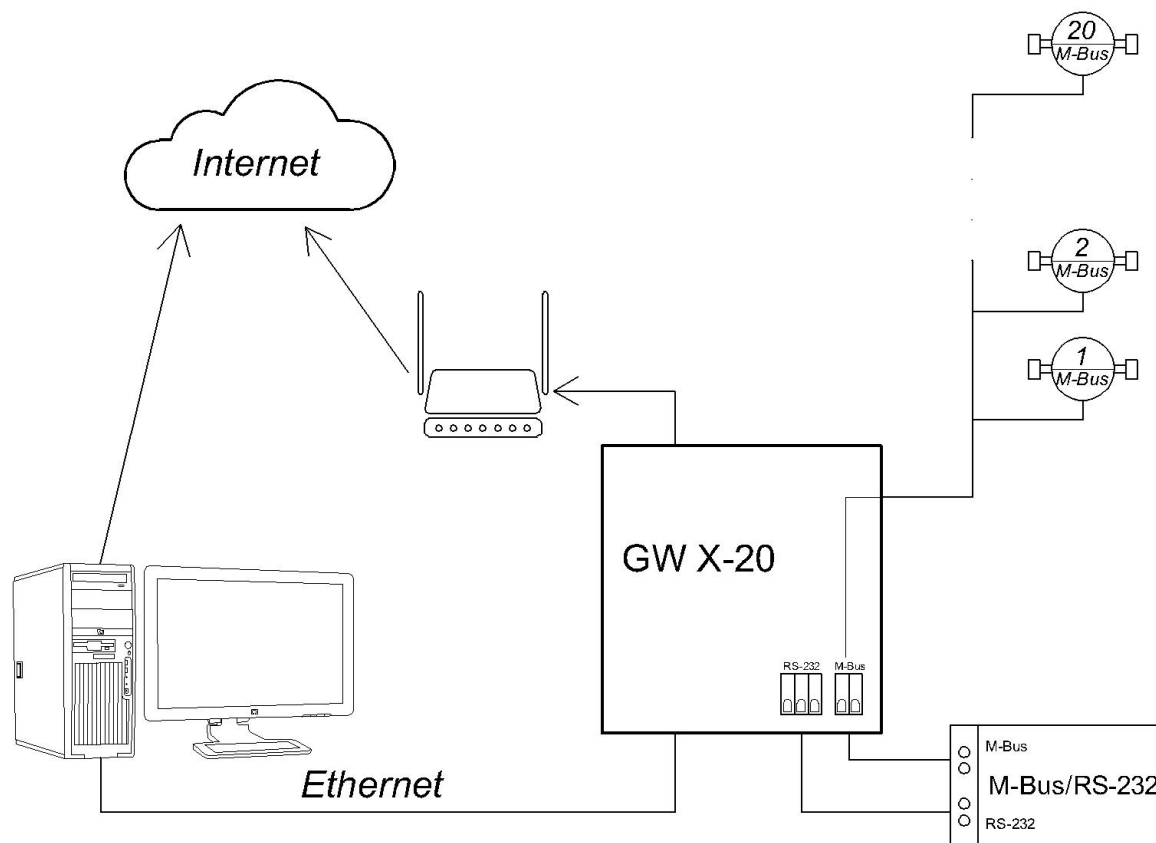 20
M-Bus
Internet
2
M-Bus
1
M-Bus
GW X-20
RS-232 M-Bus
Ethernet
M-Bus
M-Bus/RS-232
RS-232